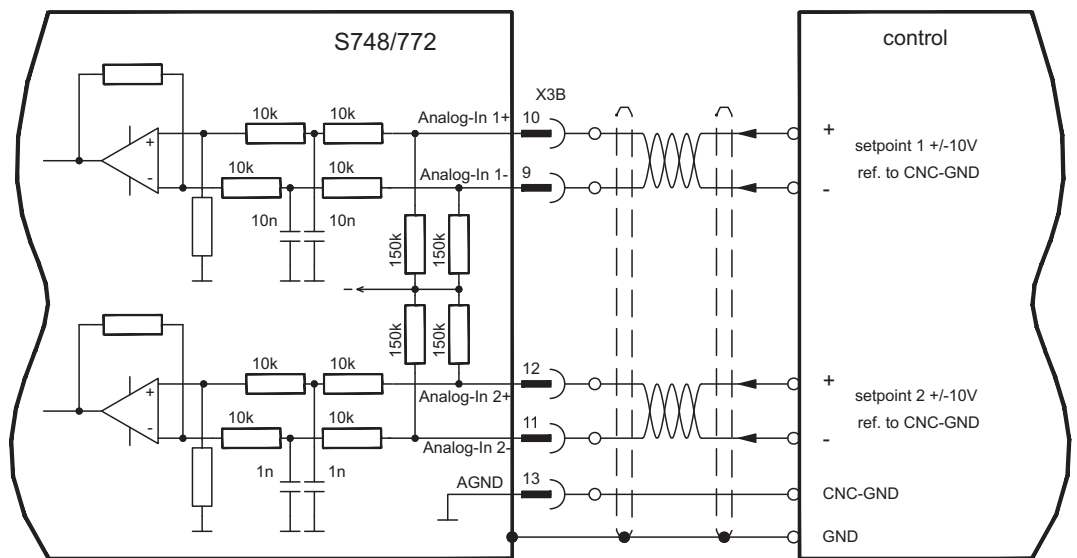 S748/772
control
X3B
10k
10k
Analog-In 1+
10
+
+
setpoint 1 +/-10V
10k
10k
Analog-In 1-
9
ref. to CNC-GND
-
-
10n
10n
150k
150k
-
150k
150k
10k
10k
12
+
+
Analog-In 2+
setpoint 2 +/-10V
10k
10k
11
ref. to CNC-GND
-
-
Analog-In 2-
1n
1n
AGND
13
CNC-GND
GND